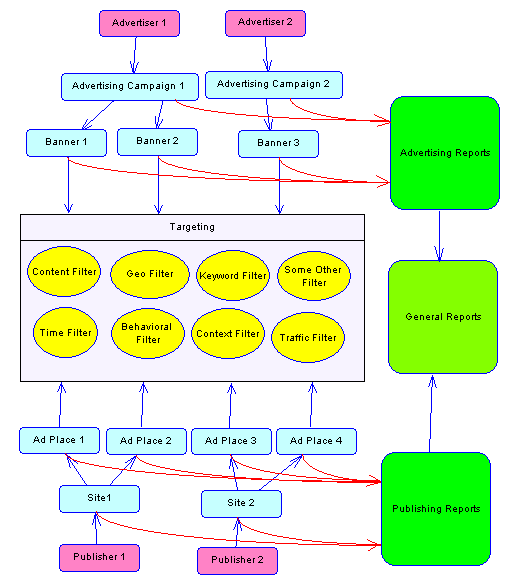 Advertiser 1
Advertiser 2
Advertising Campaign 1
Advertising Campaign 2
Banner 1
Banner 2
Banner 3
Advertising Reports
Targeting
Content Filter
Geo Filter
Keyword Filter
Some Other
Filter
Time Filter
Behavioral
Filter
Context Filter
Traffic Filter
General Reports
Ad Place 1
Ad Place 2
Ad Place 3
Ad Place 4
Site1
Site 2
Publishing Reports
Publisher 1
Publisher 2